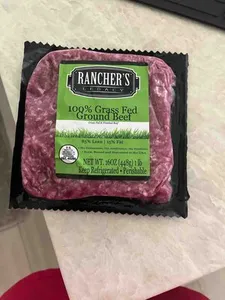 RANCHER'S
LEGACY
100% Grass Fed
Ground Beef
85% Lean | 15% Fat
NET WT. 16OZ (448g) 1 lb
Keep Refrigerated • Perishable